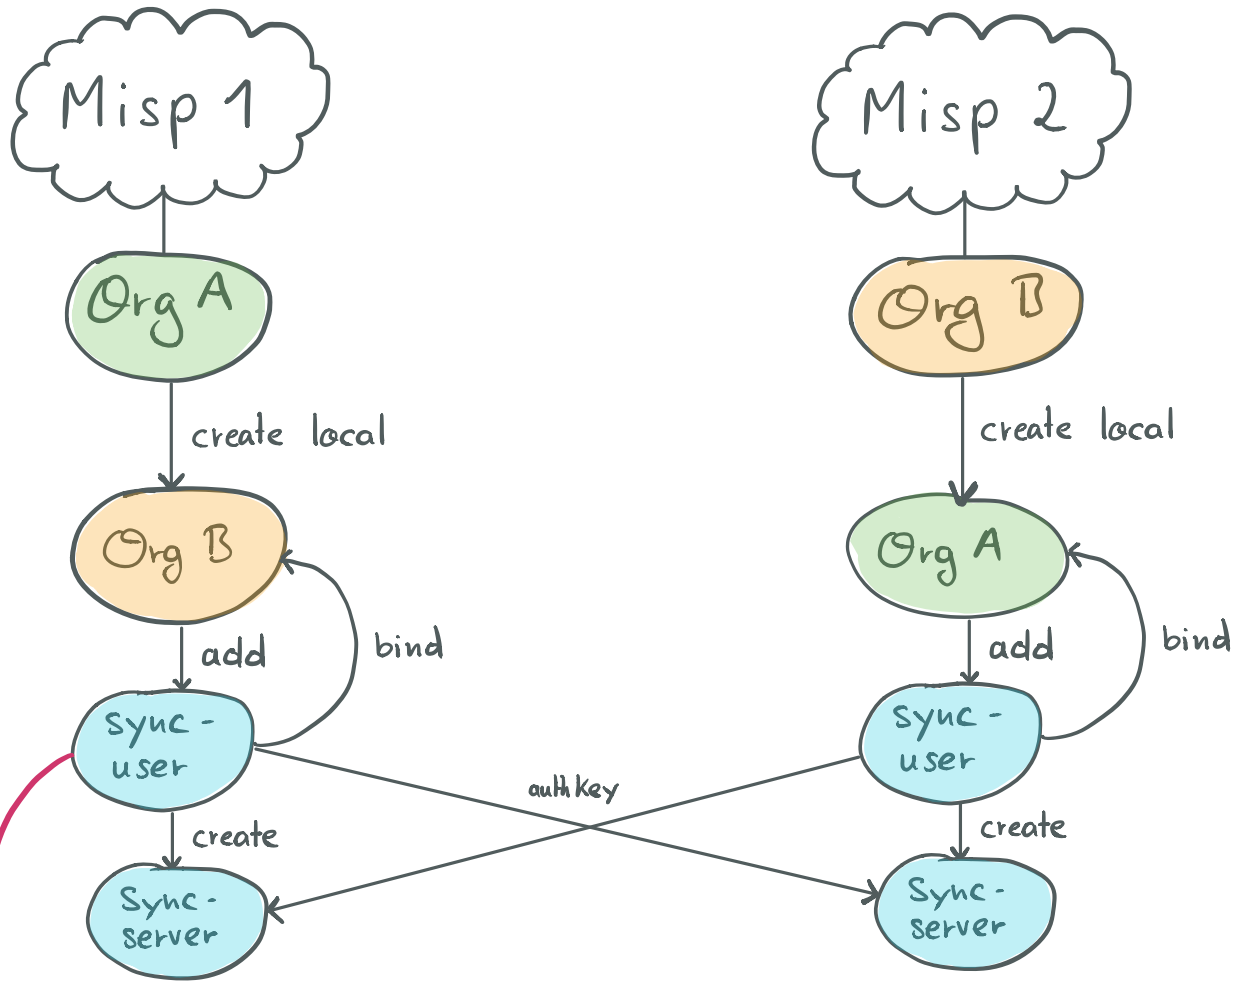 Misp 1
Misp 2
Org A
Org B
create local
create local
Org B
Org A
add
bind
add
bind
sync-
user
sync-
user
authkey
create
create
Sync-
server
Sync-
server